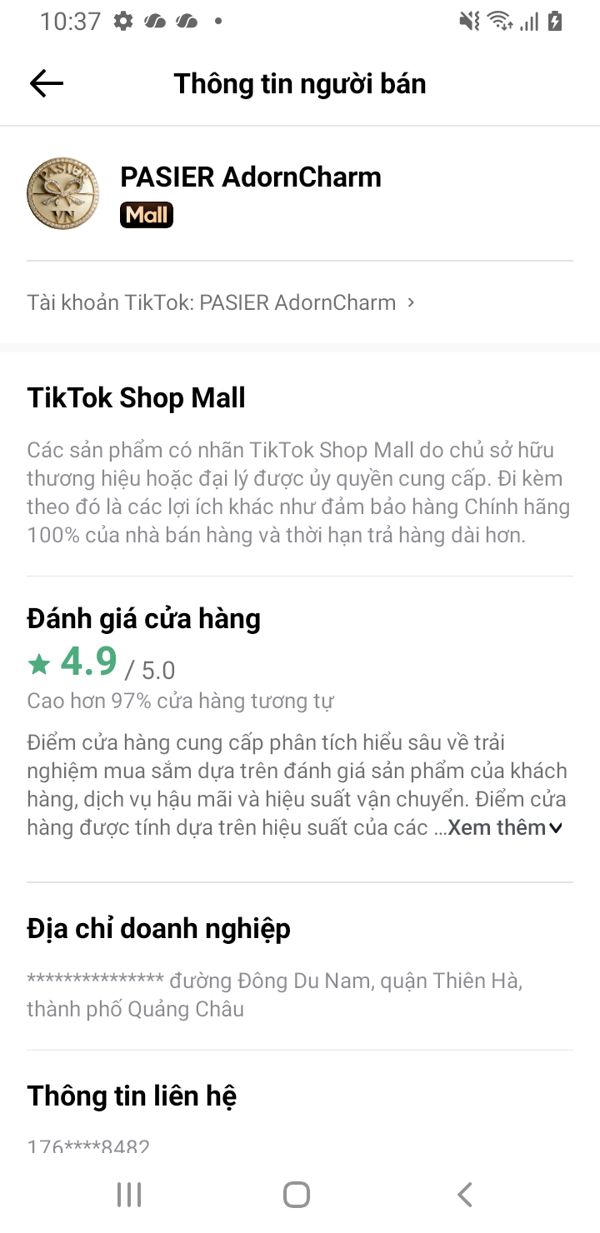 10:37
Thông tin người bán
PASIER
VN
PASIER AdornCharm
Mall
Tài khoản TikTok: PASIER AdornCharm >
TikTok Shop Mall
Các sản phẩm có nhãn TikTok Shop Mall do chủ sở hữu
thương hiệu hoặc đại lý được ủy quyền cung cấp. Đi kèm
theo đó là các lợi ích khác như đảm bảo hàng Chính hãng
100% của nhà bán hàng và thời hạn trả hàng dài hơn.
Đánh giá cửa hàng
★ 4.9 / 5.0
Cao hơn 97% cửa hàng tương tự
Điểm cửa hàng cung cấp phân tích hiểu sâu về trải
nghiệm mua sắm dựa trên đánh giá sản phẩm của khách
hàng, dịch vụ hậu mãi và hiệu suất vận chuyển. Điểm cửa
hàng được tính dựa trên hiệu suất của các ...Xem thêm
Địa chỉ doanh nghiệp
*************** đường Đông Du Nam, quận Thiên Hà,
thành phố Quảng Châu
Thông tin liên hệ
176****8482